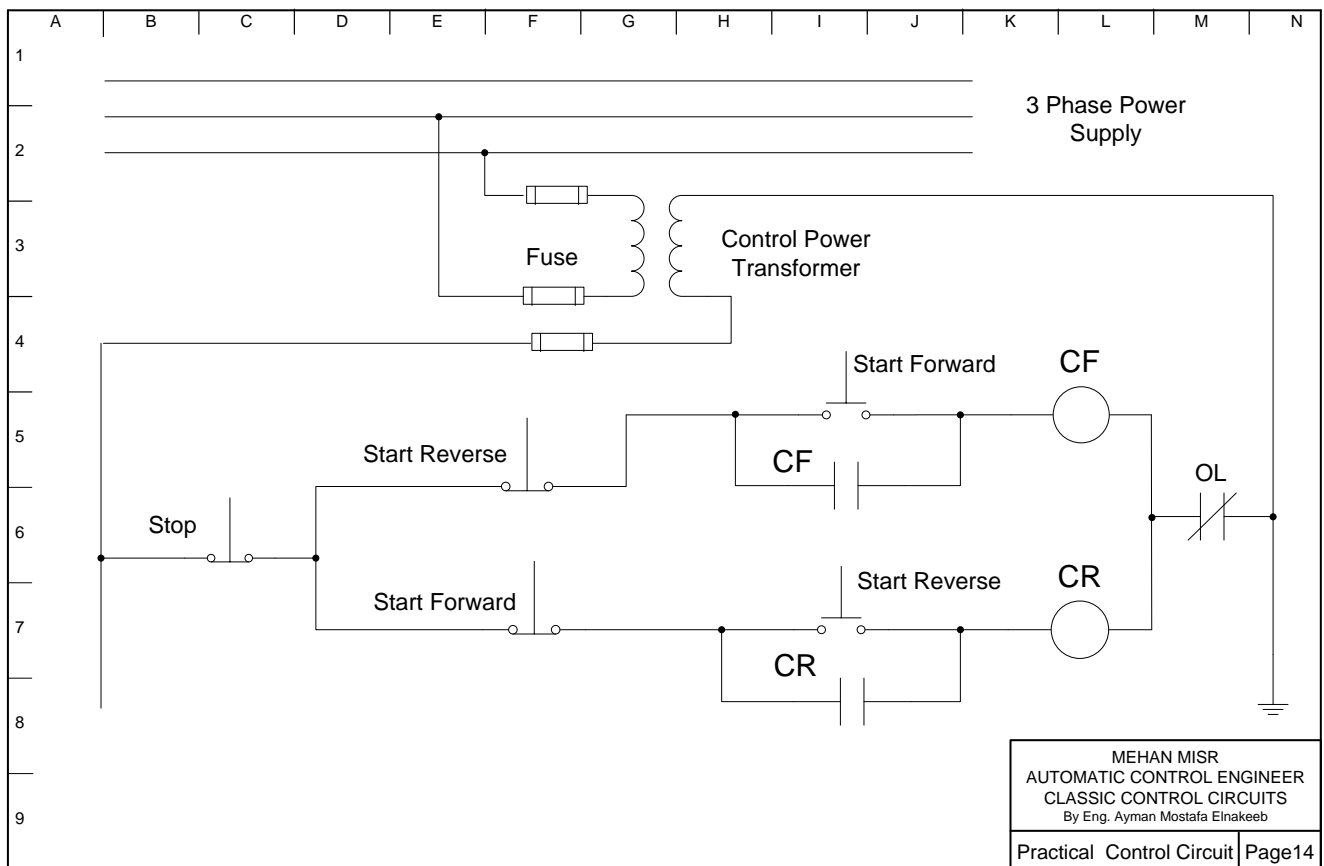 A B C D E F G H I J K L M N
1
2
3
4
5
6
7
8
9
3 Phase Power
Supply
Fuse
Control Power
Transformer
Start Forward
CF
Start Reverse
CF
OL
Stop
Start Forward
Start Reverse
CR
CR
MEHAN MISR
AUTOMATIC CONTROL ENGINEER
CLASSIC CONTROL CIRCUITS
By Eng. Ayman Mostafa Elnakeeb
Practical Control Circuit Page14